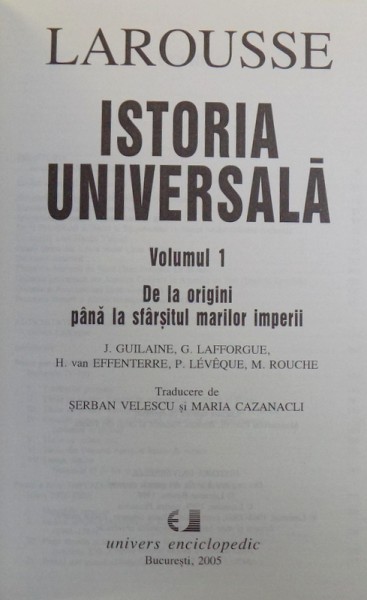 LAROUSSE
ISTORIA
UNIVERSALĂ
Volumul 1
De la origini
până la sfârșitul marilor imperii
J. GUILAINE, G. LAFFORGUE,
H. van EFFENTERRE, P. LÉVÊQUE, M. ROUCHE
Traducere de
ȘERBAN VELESCU și MARIA CAZANACLI
univers enciclopedic
București, 2005